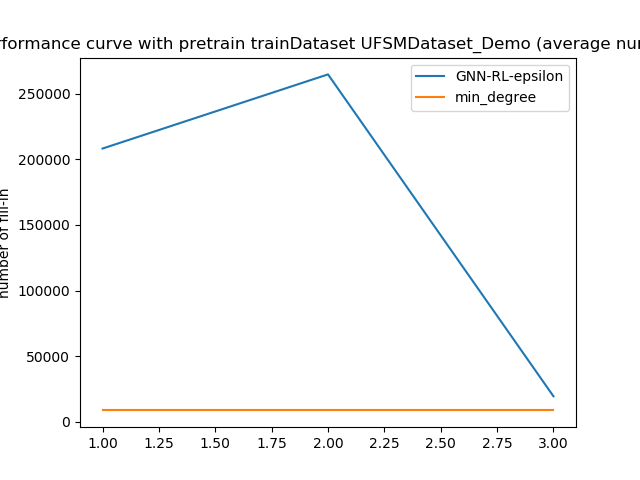 rformance curve with pretrain trainDataset UFSMDataset_Demo (average num
GNN-RL-epsilon
min_degree
number of fill-in
250000
200000
150000
100000
50000
0
1.00 1.25 1.50 1.75 2.00 2.25 2.50 2.75 3.00